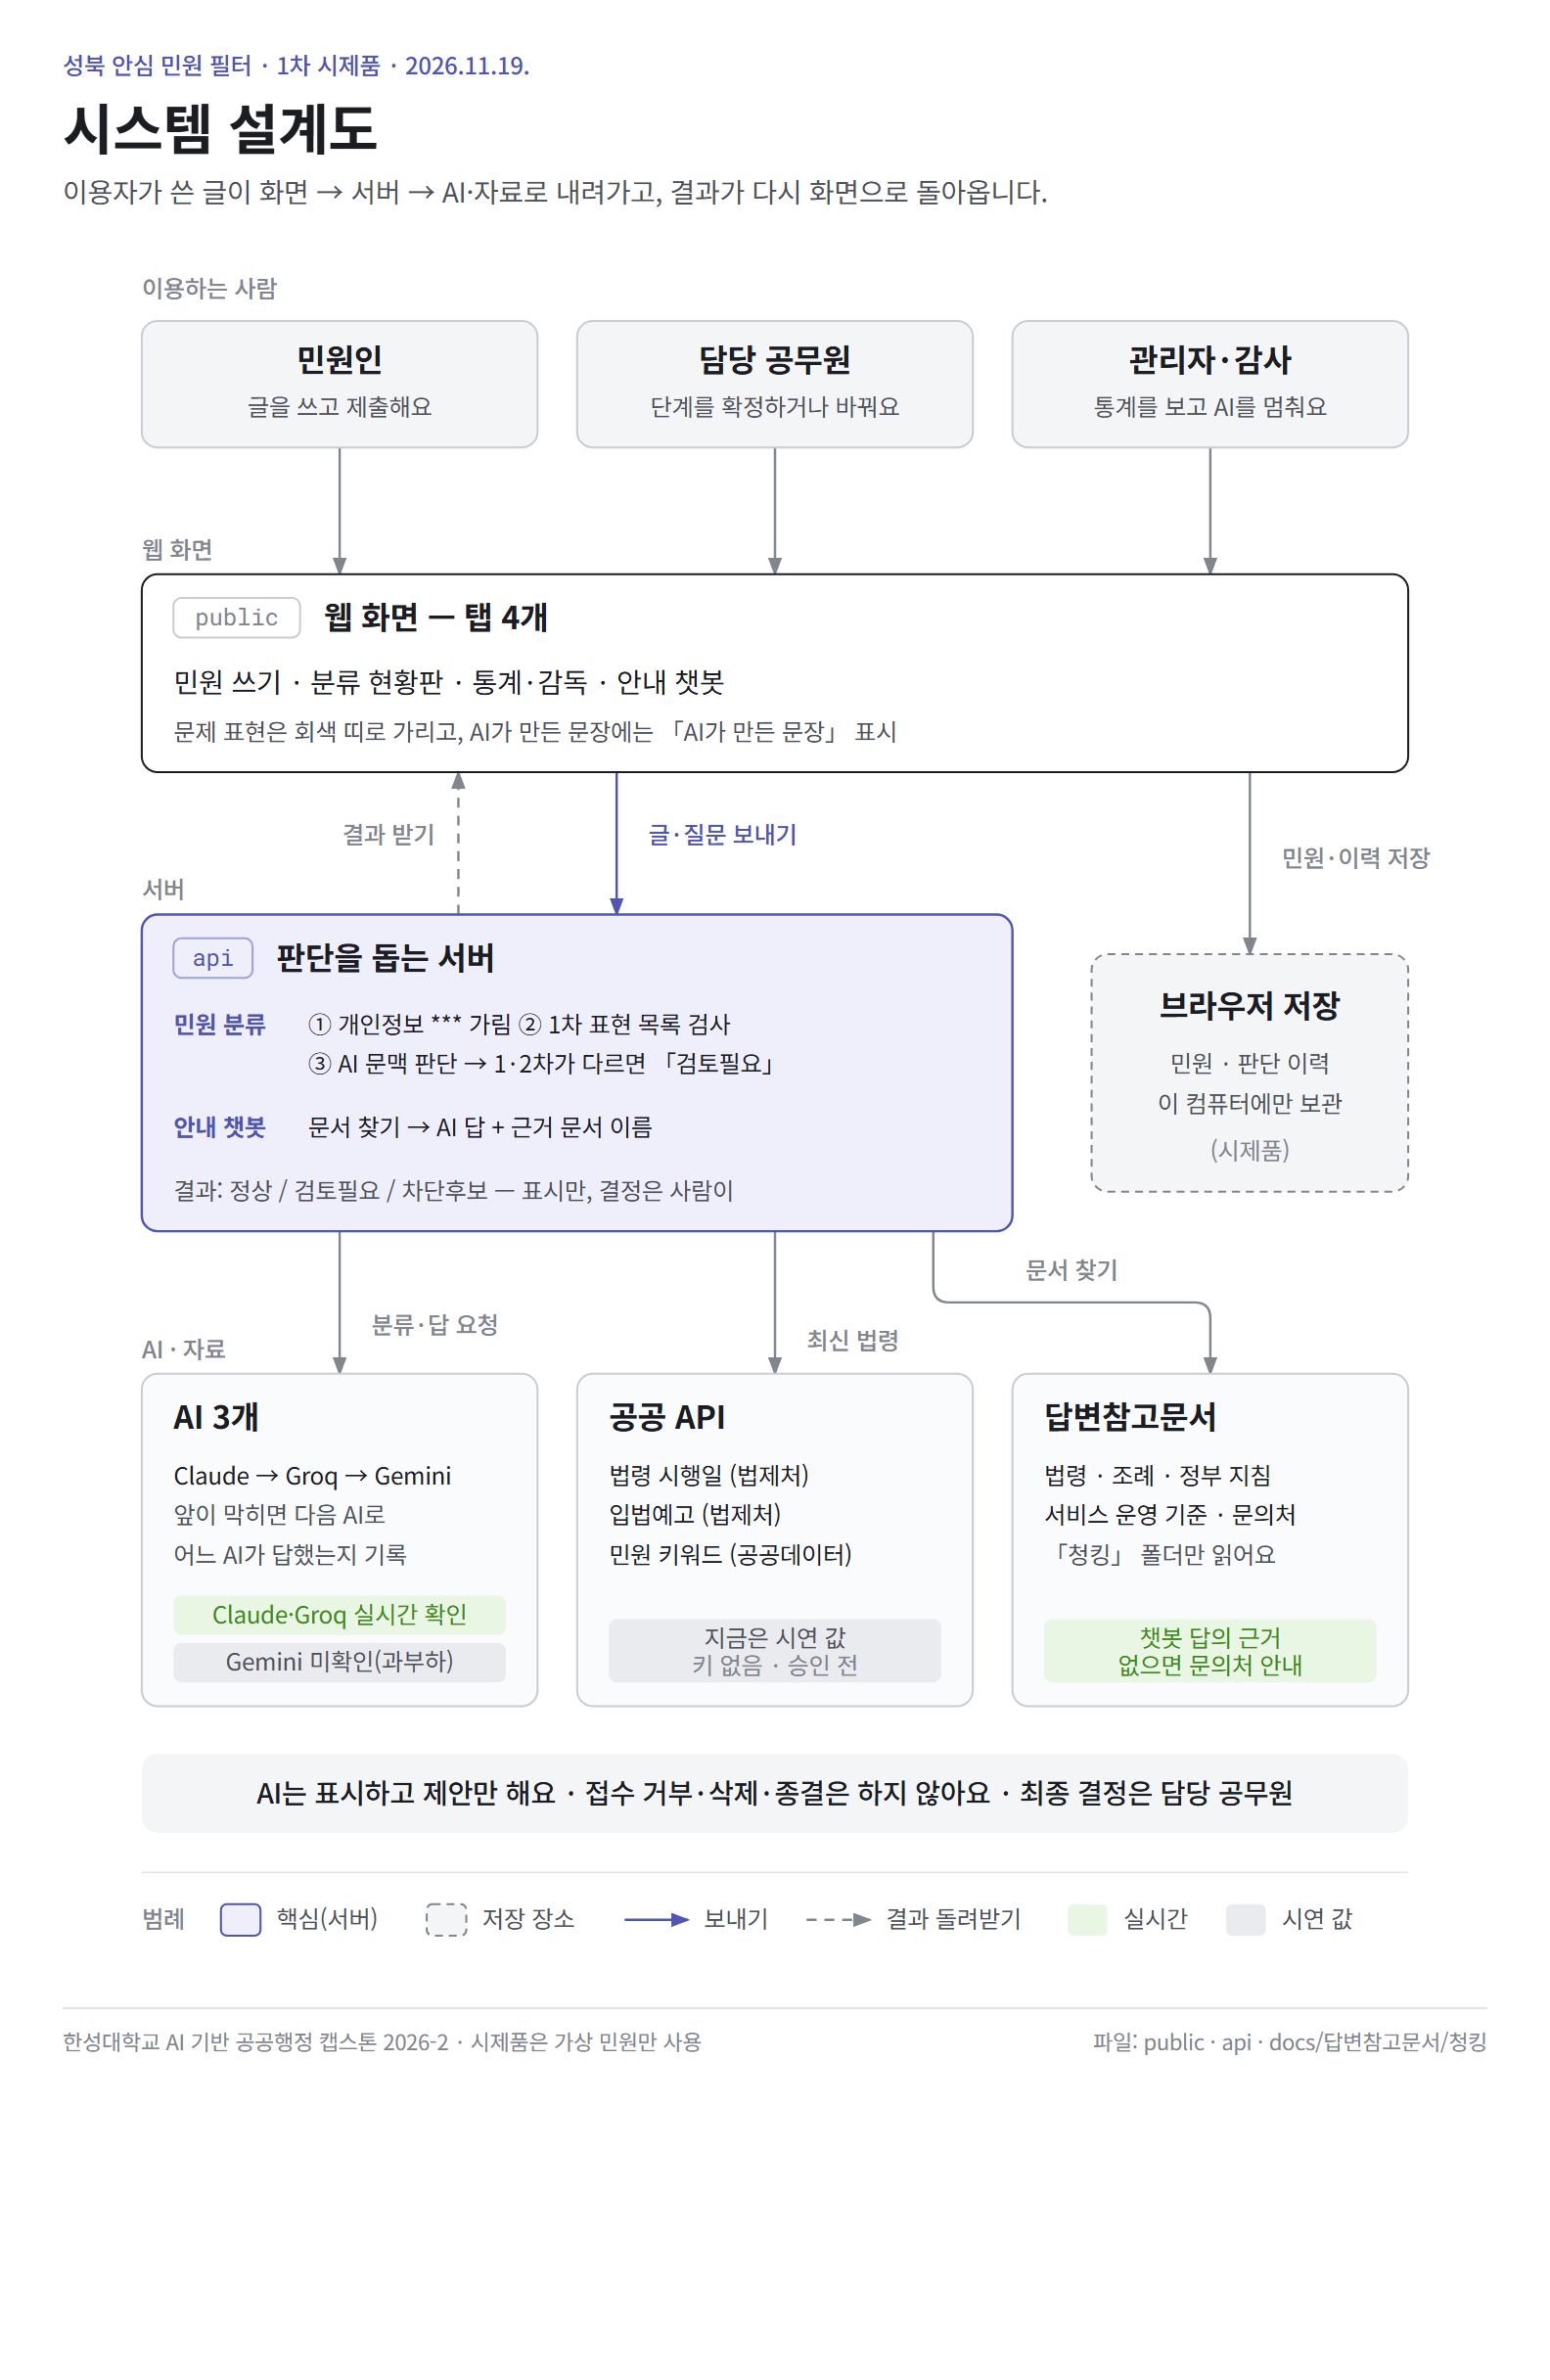 성북 안심 민원 필터 · 1차 시제품 · 2026.11.19.
시스템 설계도
이용자가 쓴 글이 화면 → 서버 → AI·자료로 내려가고, 결과가 다시 화면으로 돌아옵니다.
이용하는 사람
민원인
글을 쓰고 제출해요
담당 공무원
단계를 확정하거나 바꿔요
관리자·감사
통계를 보고 AI를 멈춰요
웹 화면
public 웹 화면 — 탭 4개
민원 쓰기 · 분류 현황판 · 통계·감독 · 안내 챗봇
문제 표현은 회색 띠로 가리고, AI가 만든 문장에는 「AI가 만든 문장」 표시
결과 받기
글·질문 보내기
민원·이력 저장
서버
api 판단을 돕는 서버
민원 분류 ① 개인정보 *** 가림 ② 1차 표현 목록 검사
③ AI 문맥 판단 → 1·2차가 다르면 「검토필요」
안내 챗봇 문서 찾기 → AI 답 + 근거 문서 이름
결과: 정상 / 검토필요 / 차단후보 — 표시만, 결정은 사람이
브라우저 저장
민원 · 판단 이력
이 컴퓨터에만 보관
(시제품)
문서 찾기
분류·답 요청
최신 법령
AI · 자료
AI 3개
Claude → Groq → Gemini
앞이 막히면 다음 AI로
어느 AI가 답했는지 기록
Claude·Groq 실시간 확인
Gemini 미확인(과부하)
공공 API
법령 시행일 (법제처)
입법예고 (법제처)
민원 키워드 (공공데이터)
지금은 시연 값
키 없음 · 승인 전
답변참고문서
법령 · 조례 · 정부 지침
서비스 운영 기준 · 문의처
「청킹」 폴더만 읽어요
챗봇 답의 근거
없으면 문의처 안내
AI는 표시하고 제안만 해요 · 접수 거부·삭제·종결은 하지 않아요 · 최종 결정은 담당 공무원
범례 핵심(서버) 저장 장소 보내기 결과 돌려받기 실시간 시연 값
한성대학교 AI 기반 공공행정 캡스톤 2026-2 · 시제품은 가상 민원만 사용
파일: public · api · docs/답변참고문서/청킹